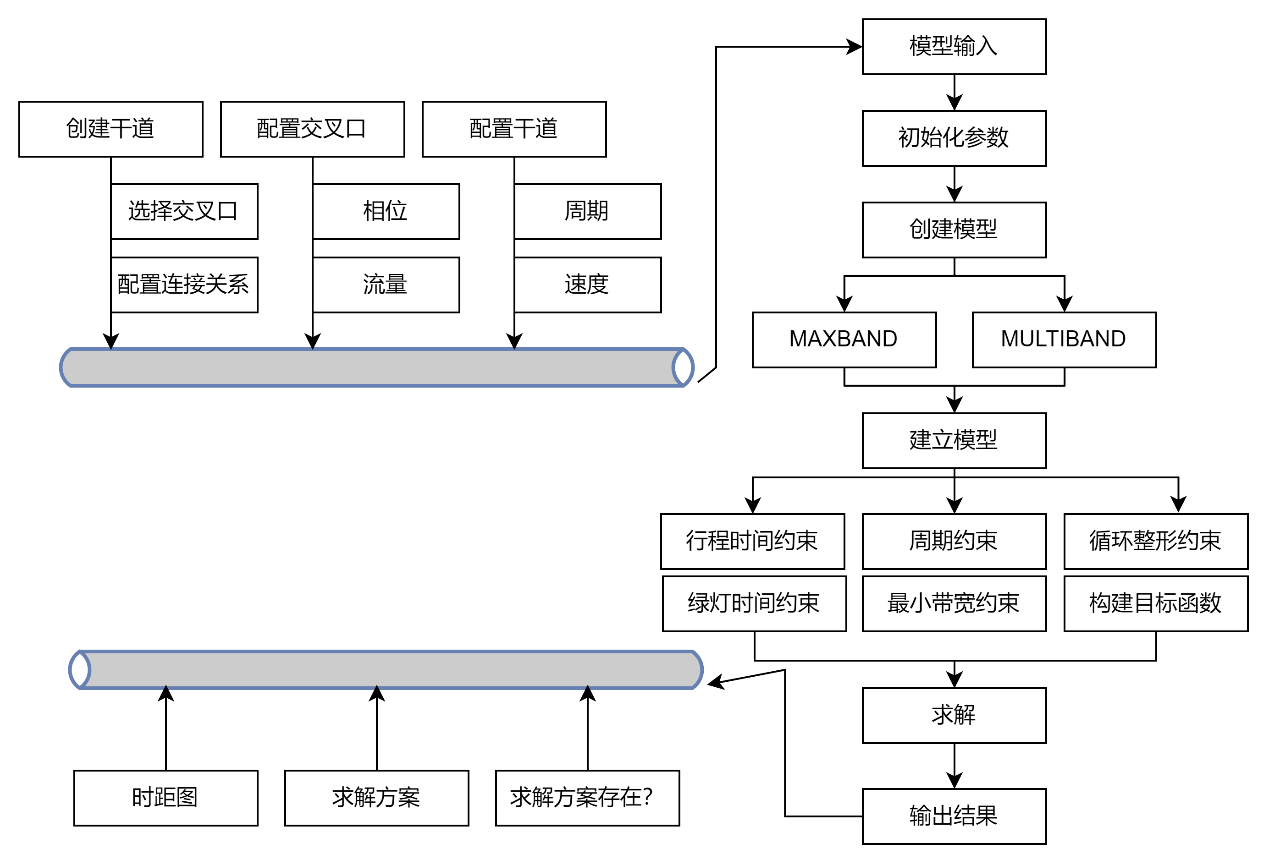 创建干道
选择交叉口
配置连接关系
配置交叉口
相位
流量
配置干道
周期
速度
模型输入
初始化参数
创建模型
MAXBAND
MULTIBAND
建立模型
行程时间约束
周期约束
循环整形约束
绿灯时间约束
最小带宽约束
构建目标函数
求解
输出结果
时距图
求解方案
求解方案存在?